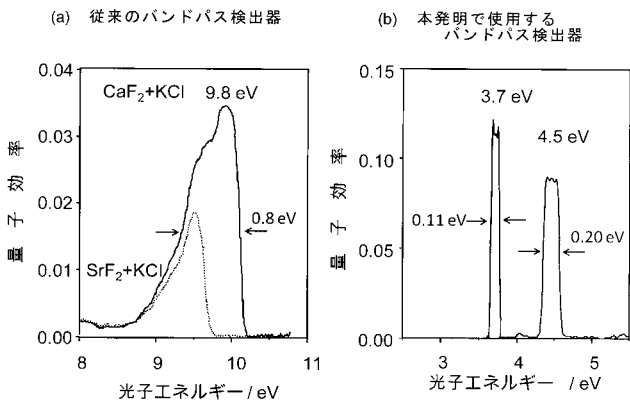 (a) 従来のバンドパス検出器
0.04
0.03
0.02
0.01
0.00
量子効率
CaF₂+KCl
9.8 eV
0.8 eV
SrF₂+KCl
8
9
10
11
光子エネルギー / eV
(b) 本発明で使用する
バンドパス検出器
0.15
0.10
0.05
0.00
量子効率
3.7 eV
4.5 eV
0.11 eV
0.20 eV
3
4
5
光子エネルギー /eV